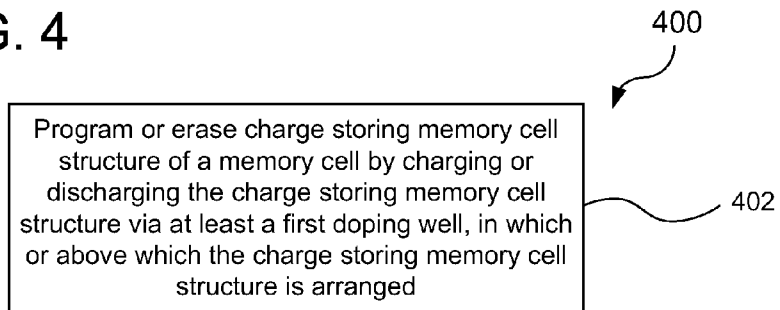 G. 4
400
Program or erase charge storing memory cell
structure of a memory cell by charging or
discharging the charge storing memory cell
structure via at least a first doping well, in which
or above which the charge storing memory cell
structure is arranged
402